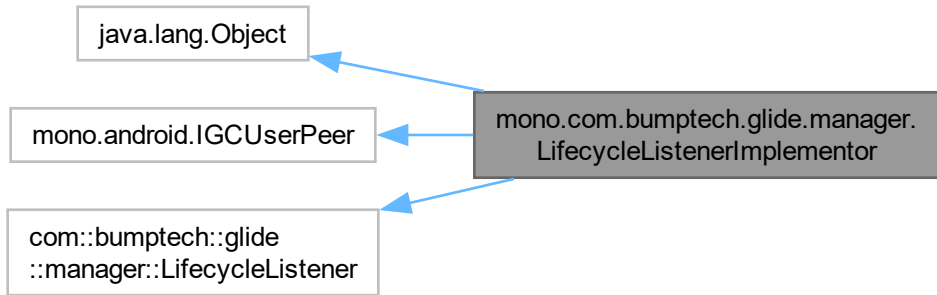 java.lang.Object
mono.android.IGCUserPeer
mono.com.bumptech.glide.manager.
LifecycleListenerImplementor
com::bumptech::glide
::manager::LifecycleListener